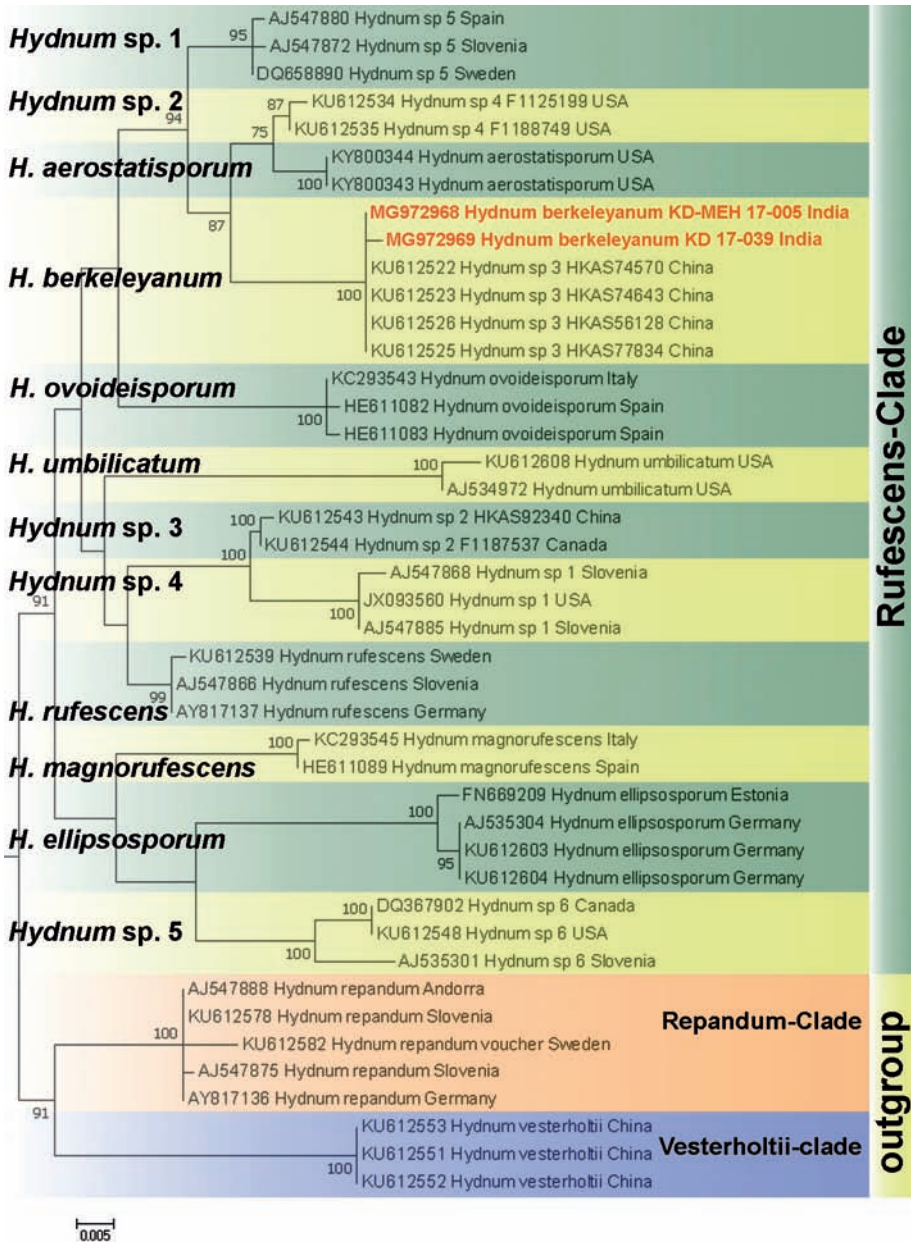 Hydnum sp. 1
95
AJ547880 Hydnum sp 5 Spain
AJ547872 Hydnum sp 5 Slovenia
DQ658890 Hydnum sp 5 Sweden
94
Hydnum sp. 2
87
KU612534 Hydnum sp 4 F1125199 USA
KU612535 Hydnum sp 4 F1188749 USA
75
H. aerostatisporum
KY800344 Hydnum aerostatisporum USA
100
KY800343 Hydnum aerostatisporum USA
87
MG972968 Hydnum berkeleyanum KD-MEH 17-005 India
MG972969 Hydnum berkeleyanum KD 17-039 India
H. berkeleyanum
KU612522 Hydnum sp 3 HKAS74570 China
100
KU612523 Hydnum sp 3 HKAS74643 China
KU612526 Hydnum sp 3 HKAS56128 China
KU612525 Hydnum sp 3 HKAS77834 China
H. ovoideisporum
KC293543 Hydnum ovoideisporum Italy
100
HE611082 Hydnum ovoideisporum Spain
HE611083 Hydnum ovoideisporum Spain
H. umbilicatum
100
KU612608 Hydnum umbilicatum USA
AJ534972 Hydnum umbilicatum USA
Hydnum sp. 3
100
KU612543 Hydnum sp 2 HKAS92340 China
100
KU612544 Hydnum sp 2 F1187537 Canada
Hydnum sp. 4
AJ547868 Hydnum sp 1 Slovenia
JX093560 Hydnum sp 1 USA
100
AJ547885 Hydnum sp 1 Slovenia
91
KU612539 Hydnum rufescens Sweden
AJ547866 Hydnum rufescens Slovenia
99
H. rufescens
AY817137 Hydnum rufescens Germany
100
KC293545 Hydnum magnorufescens Italy
H. magnorufescens
HE611089 Hydnum magnorufescens Spain
100
FN669209 Hydnum ellipsosporum Estonia
H. ellipsosporum
AJ535304 Hydnum ellipsosporum Germany
95
KU612603 Hydnum ellipsosporum Germany
KU612604 Hydnum ellipsosporum Germany
100
DQ367902 Hydnum sp 6 Canada
Hydnum sp. 5
KU612548 Hydnum sp 6 USA
100
AJ535301 Hydnum sp 6 Slovenia
Rufescens-Clade
AJ547888 Hydnum repandum Andorra
KU612578 Hydnum repandum Slovenia
Repandum-Clade
100
KU612582 Hydnum repandum voucher Sweden
AJ547875 Hydnum repandum Slovenia
AY817136 Hydnum repandum Germany
91
KU612553 Hydnum vesterholtii China
Vesterholtii-clade
KU612551 Hydnum vesterholtii China
100
KU612552 Hydnum vesterholtii China
outgroup
0.005